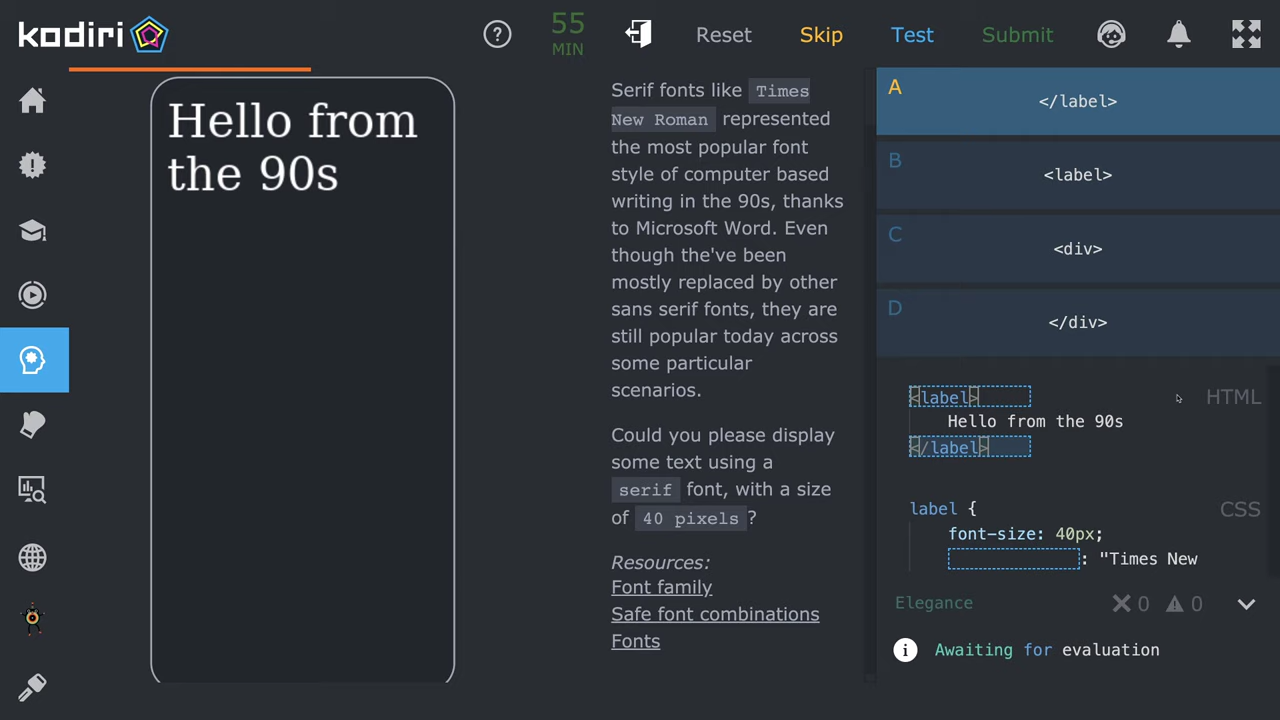 kodiri
?
55
MIN
Reset
Skip
Test
Submit
Hello from
the 90s
Serif fonts like Times
New Roman represented
the most popular font
style of computer based
writing in the 90s, thanks
to Microsoft Word. Even
though the've been
mostly replaced by other
sans serif fonts, they are
still popular today across
some particular
scenarios.
Could you please display
some text using a
serif font, with a size
of 40 pixels ?
Resources:
Font family
Safe font combinations
Fonts
A
</label>
B
<label>
C
<div>
D
</div>
<label>
HTML
Hello from the 90s
</label>
label {
CSS
font-size: 40px;
: "Times New
Elegance
0
0
i
Awaiting for evaluation